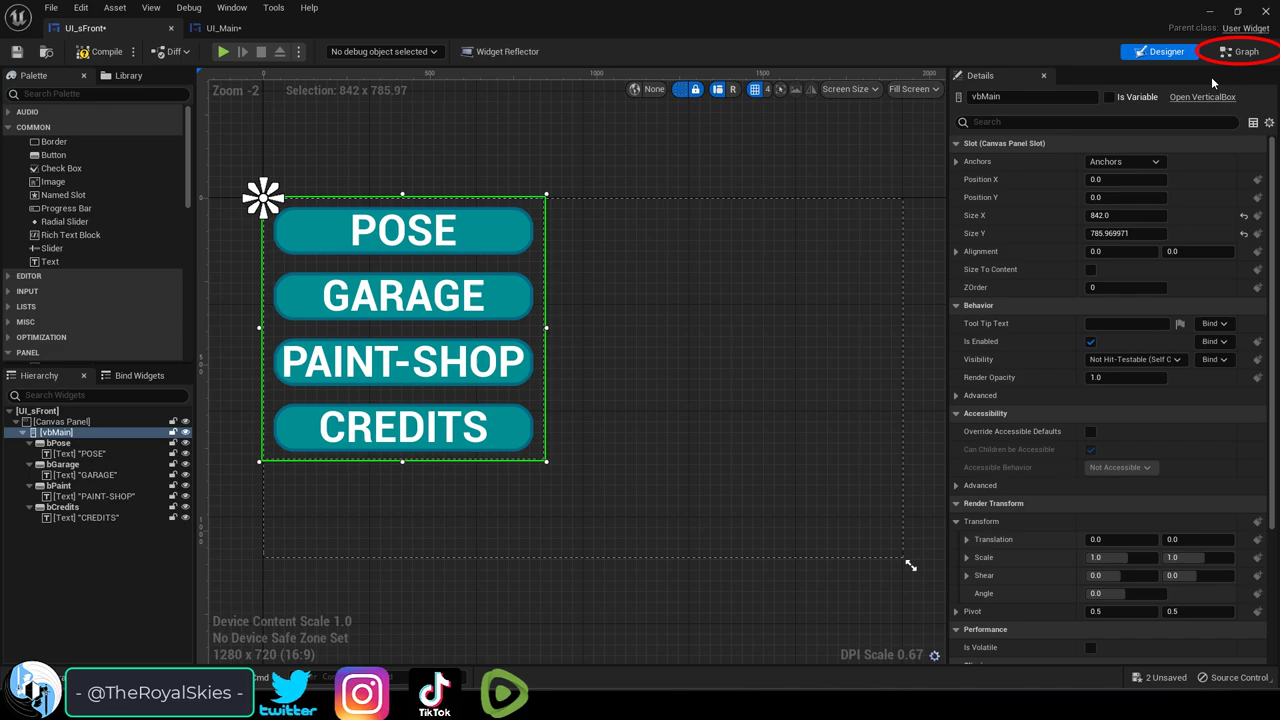 File Edit Asset View Debug Window Tools Help
UI_sFront* UI_Main*
Parent class: User Widget
Compile Diff No debug object selected Widget Reflector Designer Graph
Palette Library
Search Palette
AUDIO
COMMON
Border
Button
Check Box
Image
Named Slot
Progress Bar
Radial Slider
Rich Text Block
Slider
Text
EDITOR
INPUT
LISTS
MISC
OPTIMIZATION
PANEL
Hierarchy Bind Widgets
Search Widgets
[UI_sFront]
[Canvas Panel]
[vbMain]
bPose
[Text] "POSE"
bGarage
[Text] "GARAGE"
bPaint
[Text] "PAINT-SHOP"
bCredits
[Text] "CREDITS"
0 500 1000 1500 2000
Zoom -2 Selection: 842 x 785.97
None R 4 Screen Size Fill Screen
POSE
GARAGE
PAINT-SHOP
CREDITS
Device Content Scale 1.0
No Device Safe Zone Set
1280 x 720 (16:9)
DPI Scale 0.67
Details
vbMain Is Variable Open VerticalBox
Search
Slot (Canvas Panel Slot)
Anchors Anchors
Position X 0.0
Position Y 0.0
Size X 842.0
Size Y 785.969971
Alignment 0.0 0.0
Size To Content
ZOrder 0
Behavior
Tool Tip Text Bind
Is Enabled Bind
Visibility Not Hit-Testable (Self C Bind
Render Opacity 1.0
Advanced
Accessibility
Override Accessible Defaults
Can Children be Accessible
Accessible Behavior Not Accessible
Advanced
Render Transform
Transform
Translation 0.0 0.0
Scale 1.0 1.0
Shear 0.0 0.0
Angle 0.0
Pivot 0.5 0.5
Performance
Is Volatile
Cmd
2 Unsaved Source Control
- @TheRoyalSkies -
twitter
TikTok